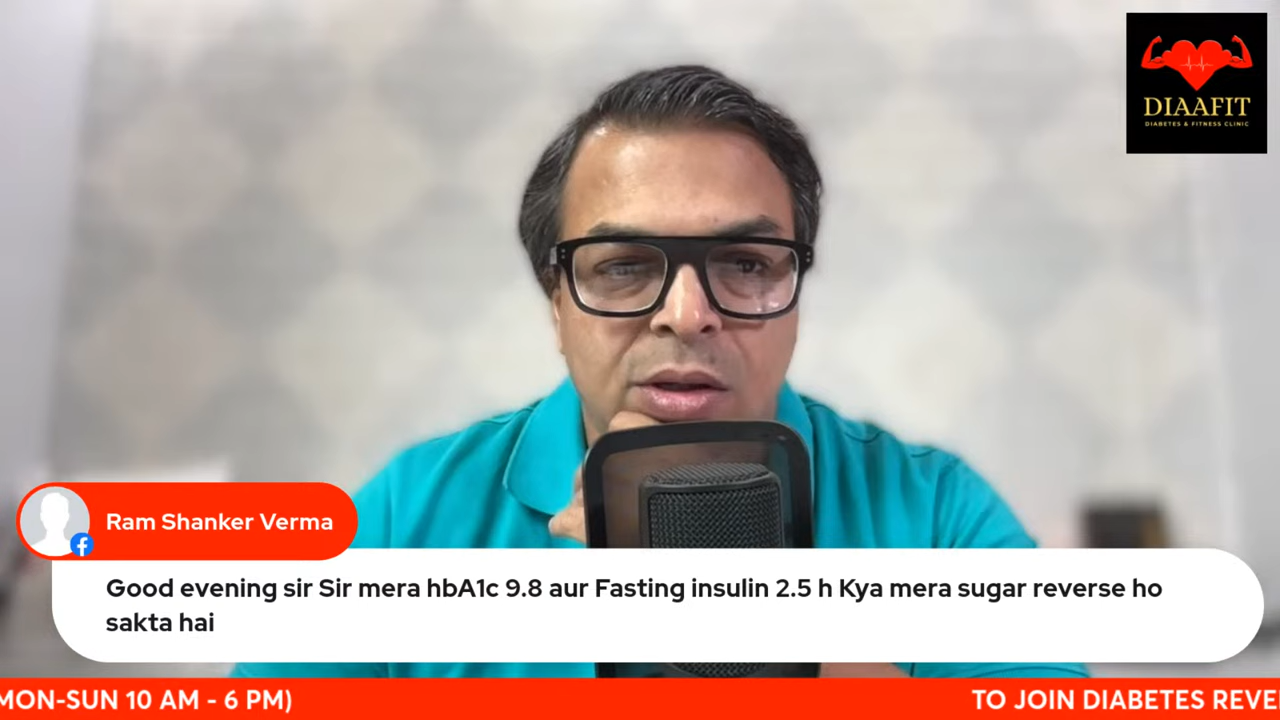 DIAAFIT
DIABETES & FITNESS CLINIC
Ram Shanker Verma
Good evening sir Sir mera hbA1c 9.8 aur Fasting insulin 2.5 h Kya mera sugar reverse ho
sakta hai
MON-SUN 10 AM - 6 PM)
TO JOIN DIABETES REVE